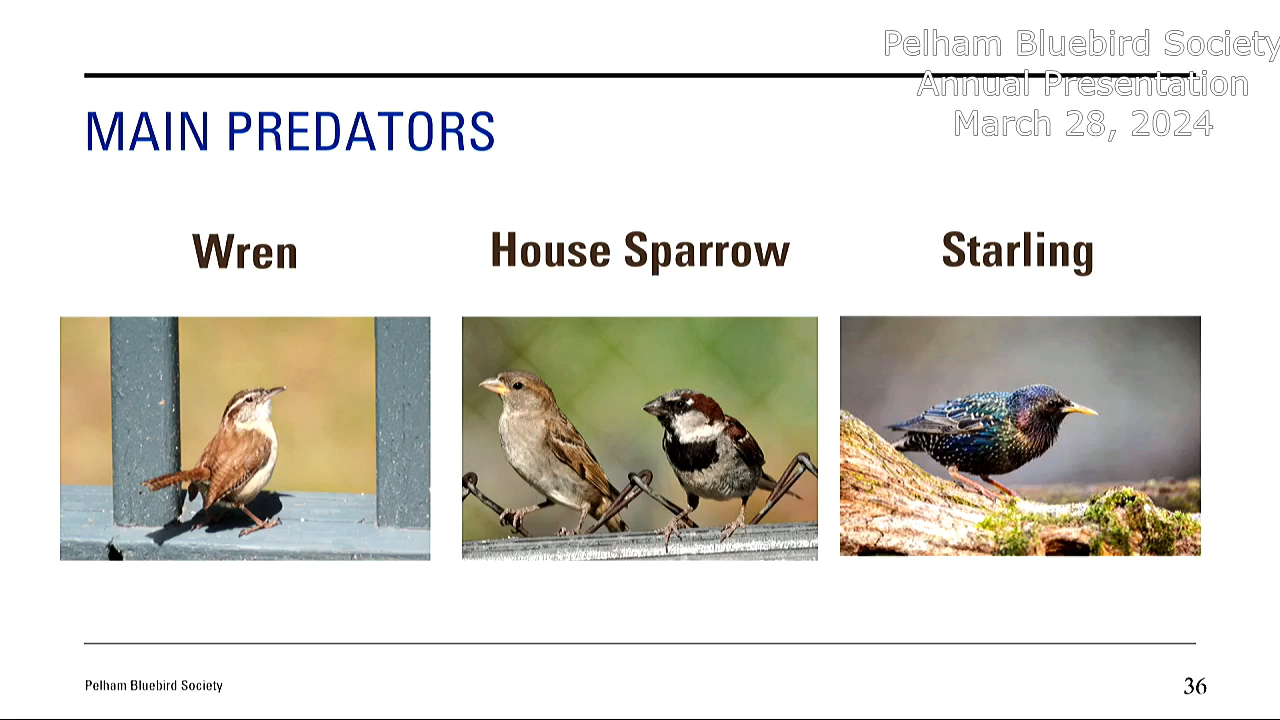 Pelham Bluebird Society
Annual Presentation
March 28, 2024
MAIN PREDATORS
Wren
House Sparrow
Starling
Pelham Bluebird Society
36